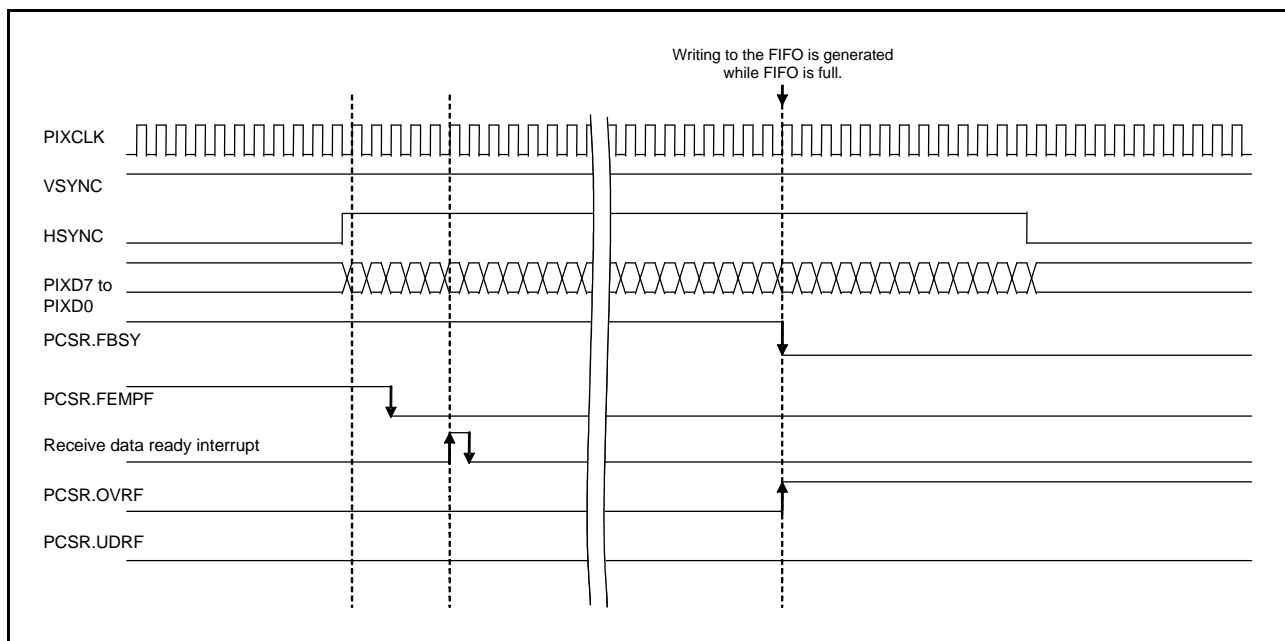 Writing to the FIFO is generated
while FIFO is full.
PIXCLK
VSYNC
HSYNC
PIXD7 to
PIXD0
PCSR.FBSY
PCSR.FEMPF
Receive data ready interrupt
PCSR.OVRF
PCSR.UDRF